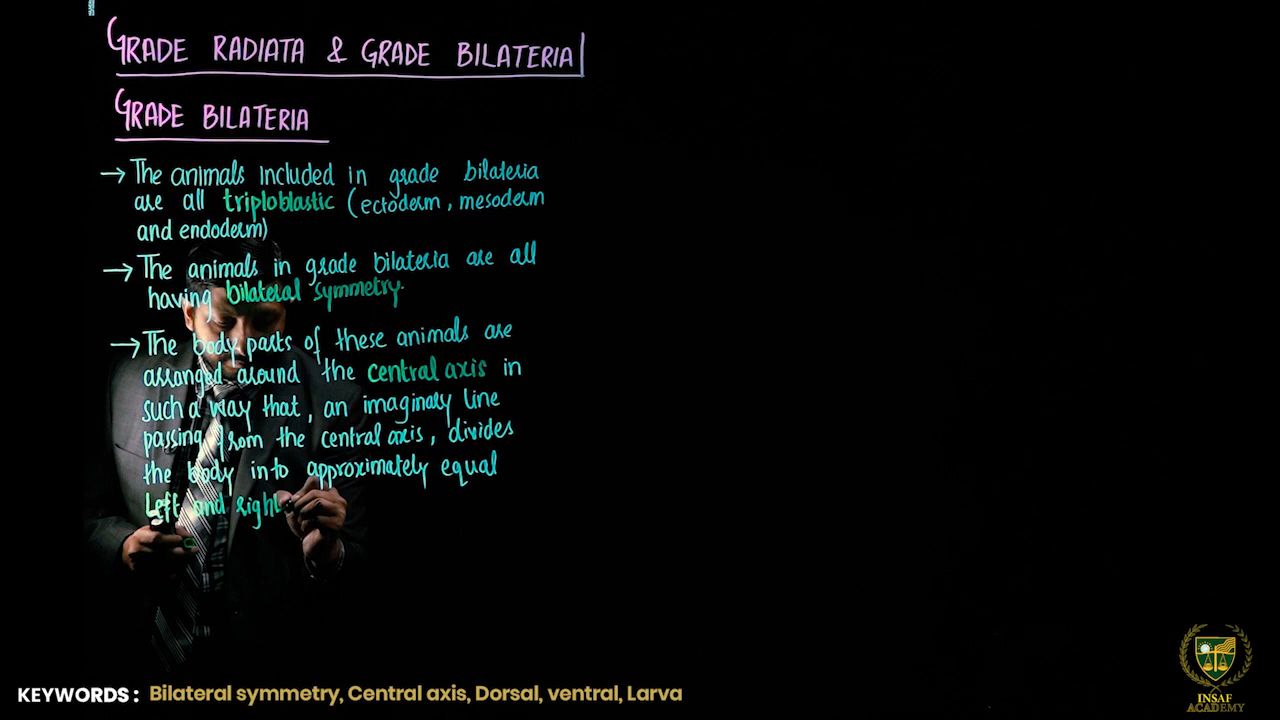 GRADE RADIATA & GRADE BILATERIA
GRADE BILATERIA
→ The animals included in grade bilateria
are all triploblastic (ectoderm, mesoderm
and endoderm)
→ The animals in grade bilateria are all
having bilateral symmetry.
→ The body parts of these animals are
arranged around the central axis in
such a way that, an imaginary line
passing from the central axis, divides
the body into approximately equal
Left and right
KEYWORDS: Bilateral symmetry, Central axis, Dorsal, ventral, Larva
INSAF
ACADEMY